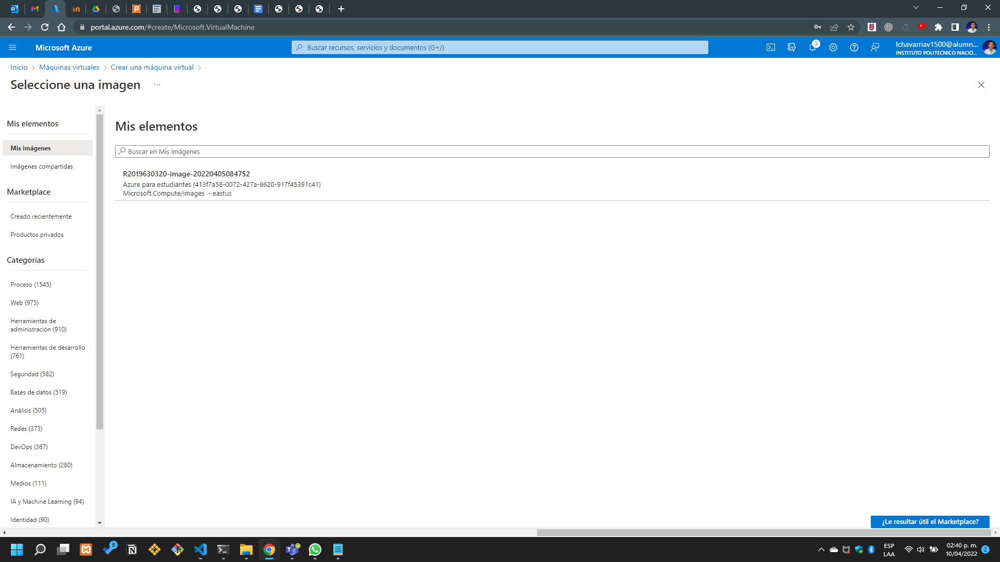 portal.azure.com/#create/Microsoft.VirtualMachine
Microsoft Azure
Buscar recursos, servicios y documentos (G+/)
3
lchavarriav1500@alumn...
INSTITUTO POLITECNICO NACIO...
Inicio > Máquinas virtuales > Crear una máquina virtual >
Seleccione una imagen ...
Mis elementos
Mis imágenes
Imágenes compartidas
Marketplace
Creado recientemente
Productos privados
Categorías
Proceso (1545)
Web (975)
Herramientas de
administración (910)
Herramientas de desarrollo
(761)
Seguridad (582)
Bases de datos (519)
Análisis (505)
Redes (373)
DevOps (367)
Almacenamiento (280)
Medios (111)
IA y Machine Learning (94)
Identidad (90)
Mis elementos
Buscar en Mis imágenes
R2019630320-image-20220405084752
Azure para estudiantes (413f7a58-0072-427a-8620-917f45391c41)
Microsoft.Compute/images - eastus
¿Le resultar útil el Marketplace?
8
ESP
LAA
02:40 p. m.
10/04/2022
2